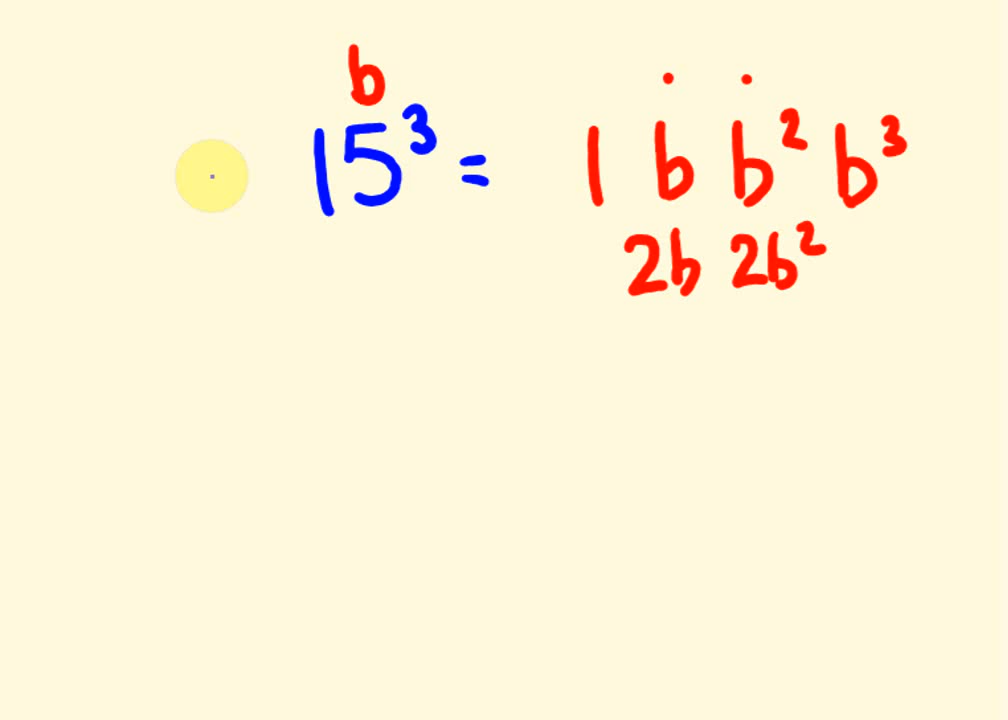 b
15³ = 1 b b² b³
2b 2b²